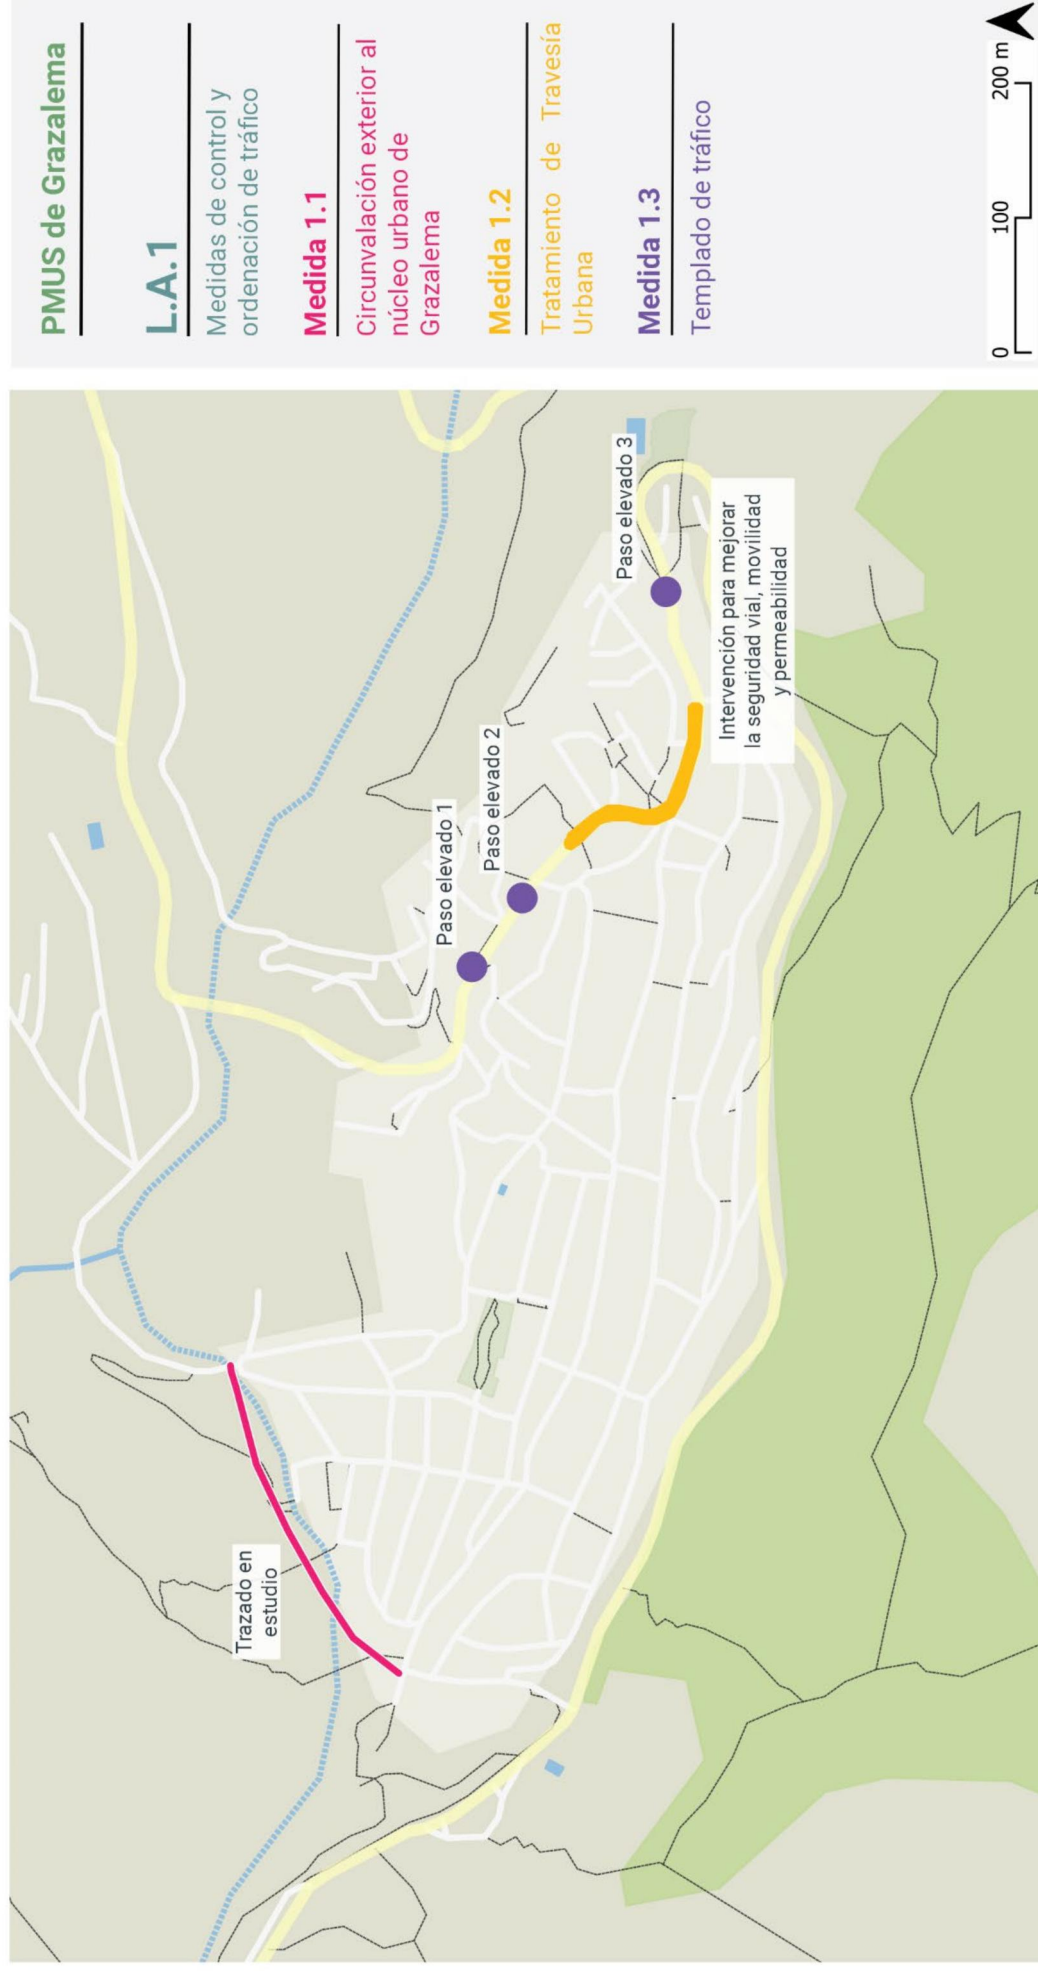 PMUS de Grazalema
L.A.1
Medidas de control y
ordenación de tráfico
Medida 1.1
Circunvalación exterior al
núcleo urbano de
Grazalema
Medida 1.2
Tratamiento de Travesía
Urbana
Medida 1.3
Templado de tráfico
0 100 200 m
Trazado en
estudio
Paso elevado 1
Paso elevado 2
Paso elevado 3
Intervención para mejorar
la seguridad vial, movilidad
y permeabilidad